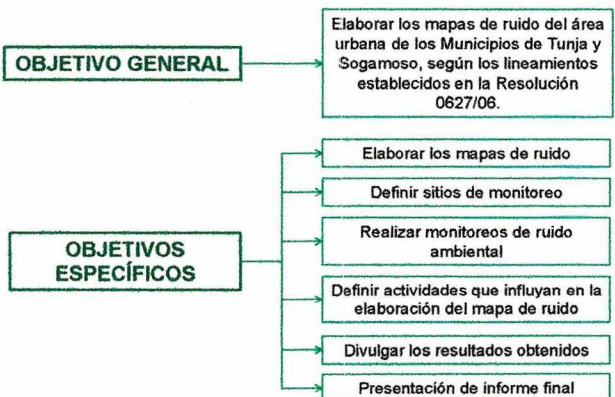 OBJETIVO GENERAL
Elaborar los mapas de ruido del área
urbana de los Municipios de Tunja y
Sogamoso, según los lineamientos
establecidos en la Resolución
0627/06.
OBJETIVOS
ESPECÍFICOS
Elaborar los mapas de ruido
Definir sitios de monitoreo
Realizar monitoreos de ruido
ambiental
Definir actividades que influyan en la
elaboración del mapa de ruido
Divulgar los resultados obtenidos
Presentación de informe final